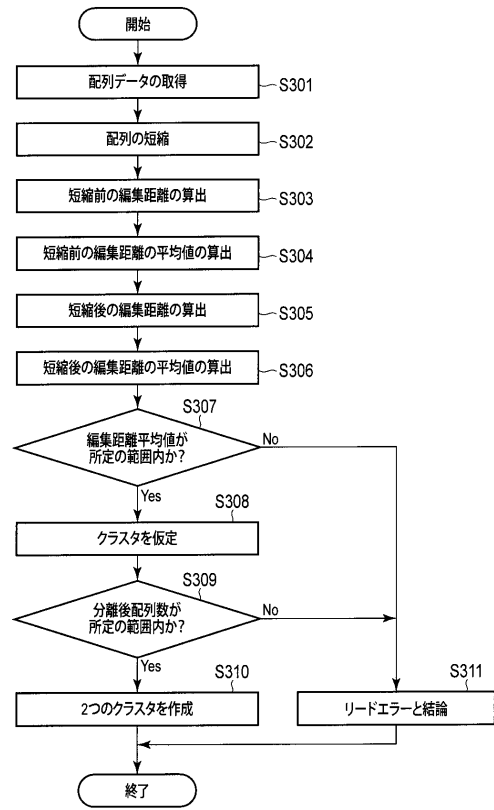 開始
配列データの取得
S301
配列の短縮
S302
短縮前の編集距離の算出
S303
短縮前の編集距離の平均値の算出
S304
短縮後の編集距離の算出
S305
短縮後の編集距離の平均値の算出
S306
S307
編集距離平均値が
所定の範囲内か?
No
Yes
S308
クラスタを仮定
S309
分離後配列数が
所定の範囲内か?
No
Yes
S310
2つのクラスタを作成
S311
リードエラーと結論
終了